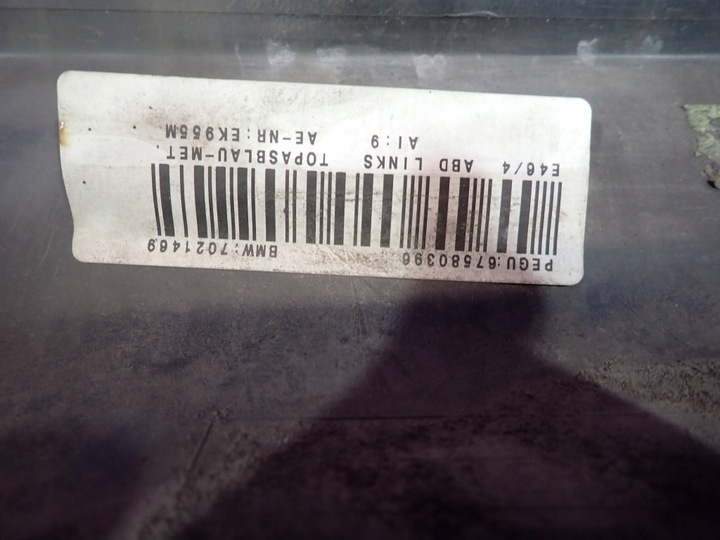 PEGU:67580396 BMW:7021469
E46/4 ABD LINKS TOPASBLAU-MET.
AI:9 AE-NR:EK955M